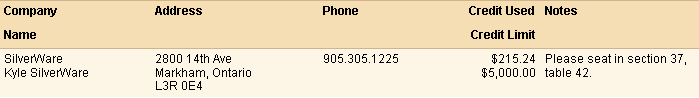 Company Address Phone Credit Used Notes
Name Credit Limit
SilverWare 2800 14th Ave 905.305.1225 $215.24 Please seat in section 37,
Kyle SilverWare Markham, Ontario $5,000.00 table 42.
L3R 0E4